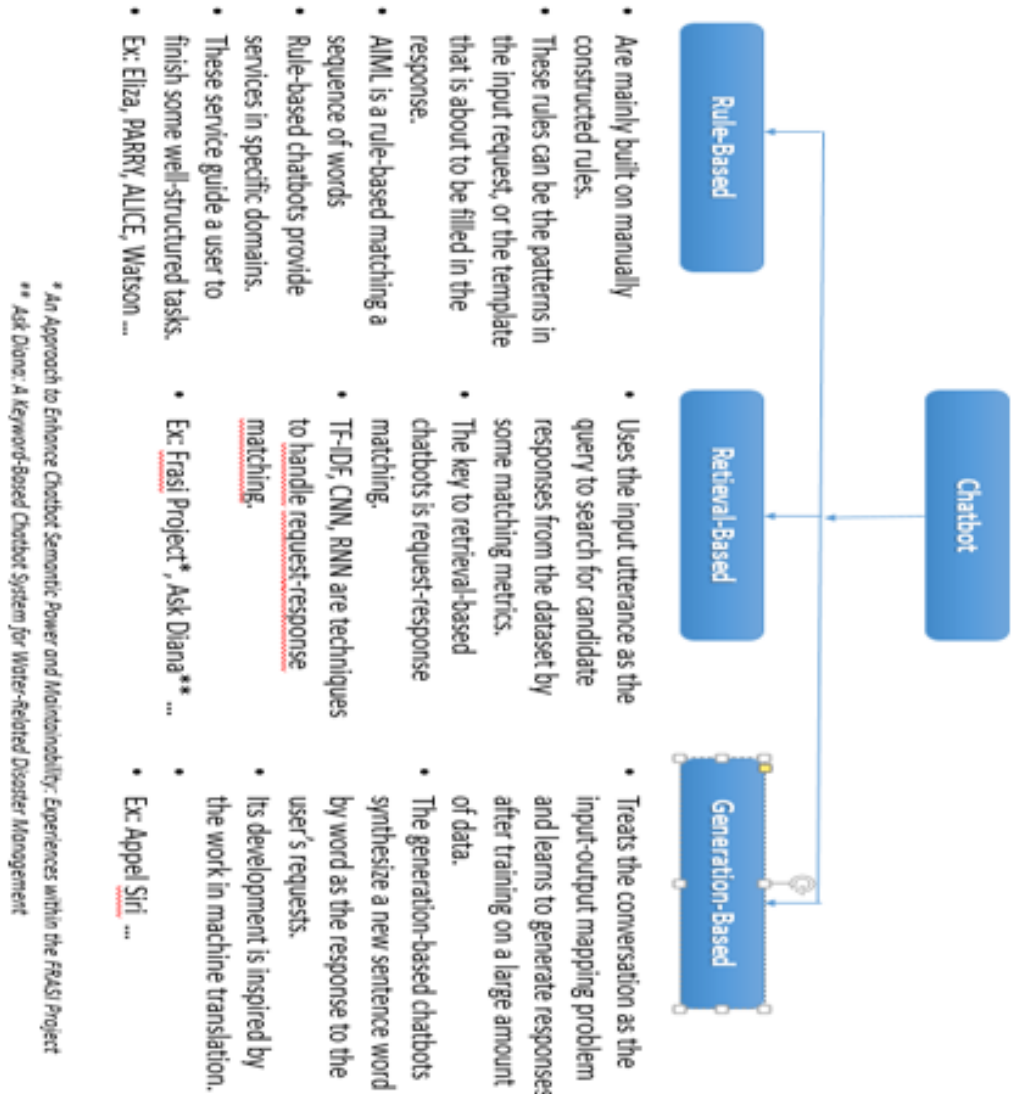 Chatbot
Rule-Based
Retieval-Based
Generation-Based
• Are mainly built on manually
constructed rules.
• These rules can be the patterns in
the input request, or the template
that is about to be filled in the
response.
• AIML is a rule-based matching a
sequence of words
• Rule-based chatbots provide
services in specific domains.
• These service guide a user to
finish some well-structured tasks.
• Ex: Eliza, PARRY, ALICE, Watson ...
• Uses the input utterance as the
query to search for candidate
responses from the dataset by
some matching metrics.
• The key to retrieval-based
chatbots is request-response
matching.
• TF-IDF, CNN, RNN are techniques
to handle request-response
matching.
• Ex: Frasi Project*, Ask Diana** ...
• Treats the conversation as the
input-output mapping problem
and learns to generate responses
after training on a large amount
of data.
• The generation-based chatbots
synthesize a new sentence word
by word as the response to the
user's requests.
• Its development is inspired by
the work in machine translation.
•
• Ex: Appel Siri ...
* An Approach to Enhance Chatbot Semantic Power and Maintainability: Experiences within the FRASI Project
** Ask Diana: A Keyword-Based Chatbot System for Water-Related Disaster Management